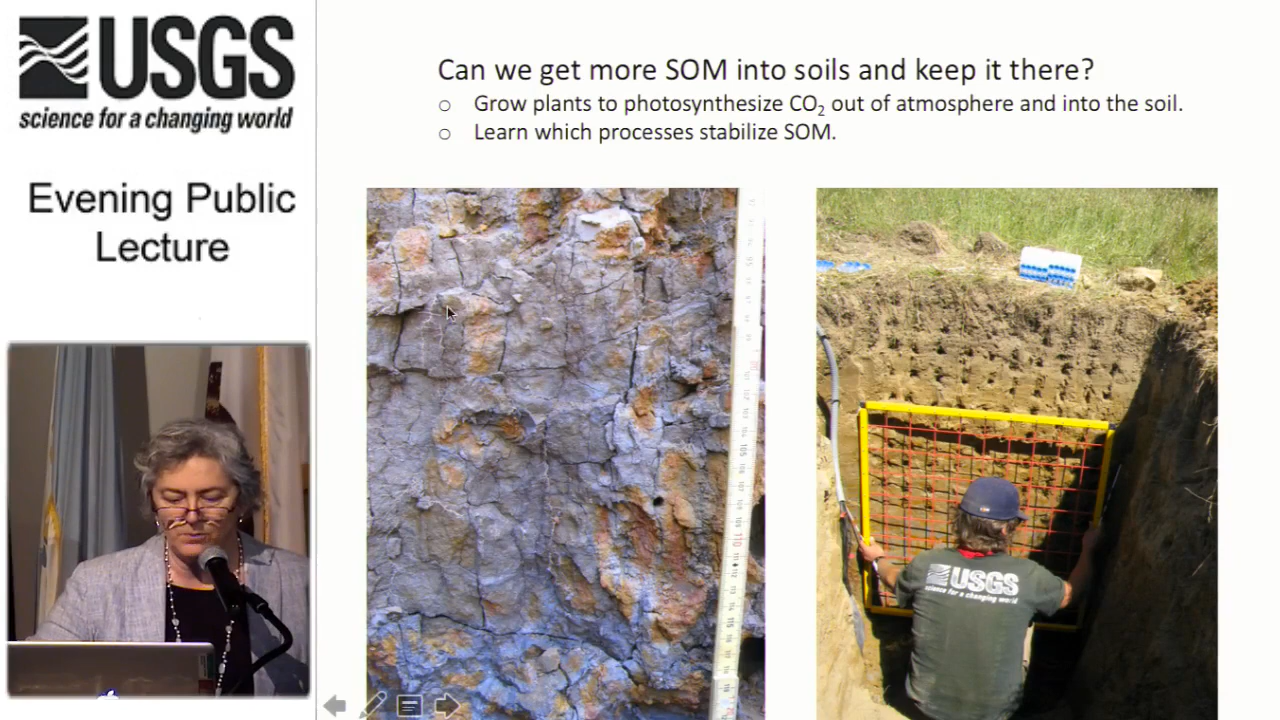 USGS
science for a changing world
Evening Public
Lecture
Can we get more SOM into soils and keep it there?
○ Grow plants to photosynthesize CO₂ out of atmosphere and into the soil.
○ Learn which processes stabilize SOM.
USGS
science for a changing world